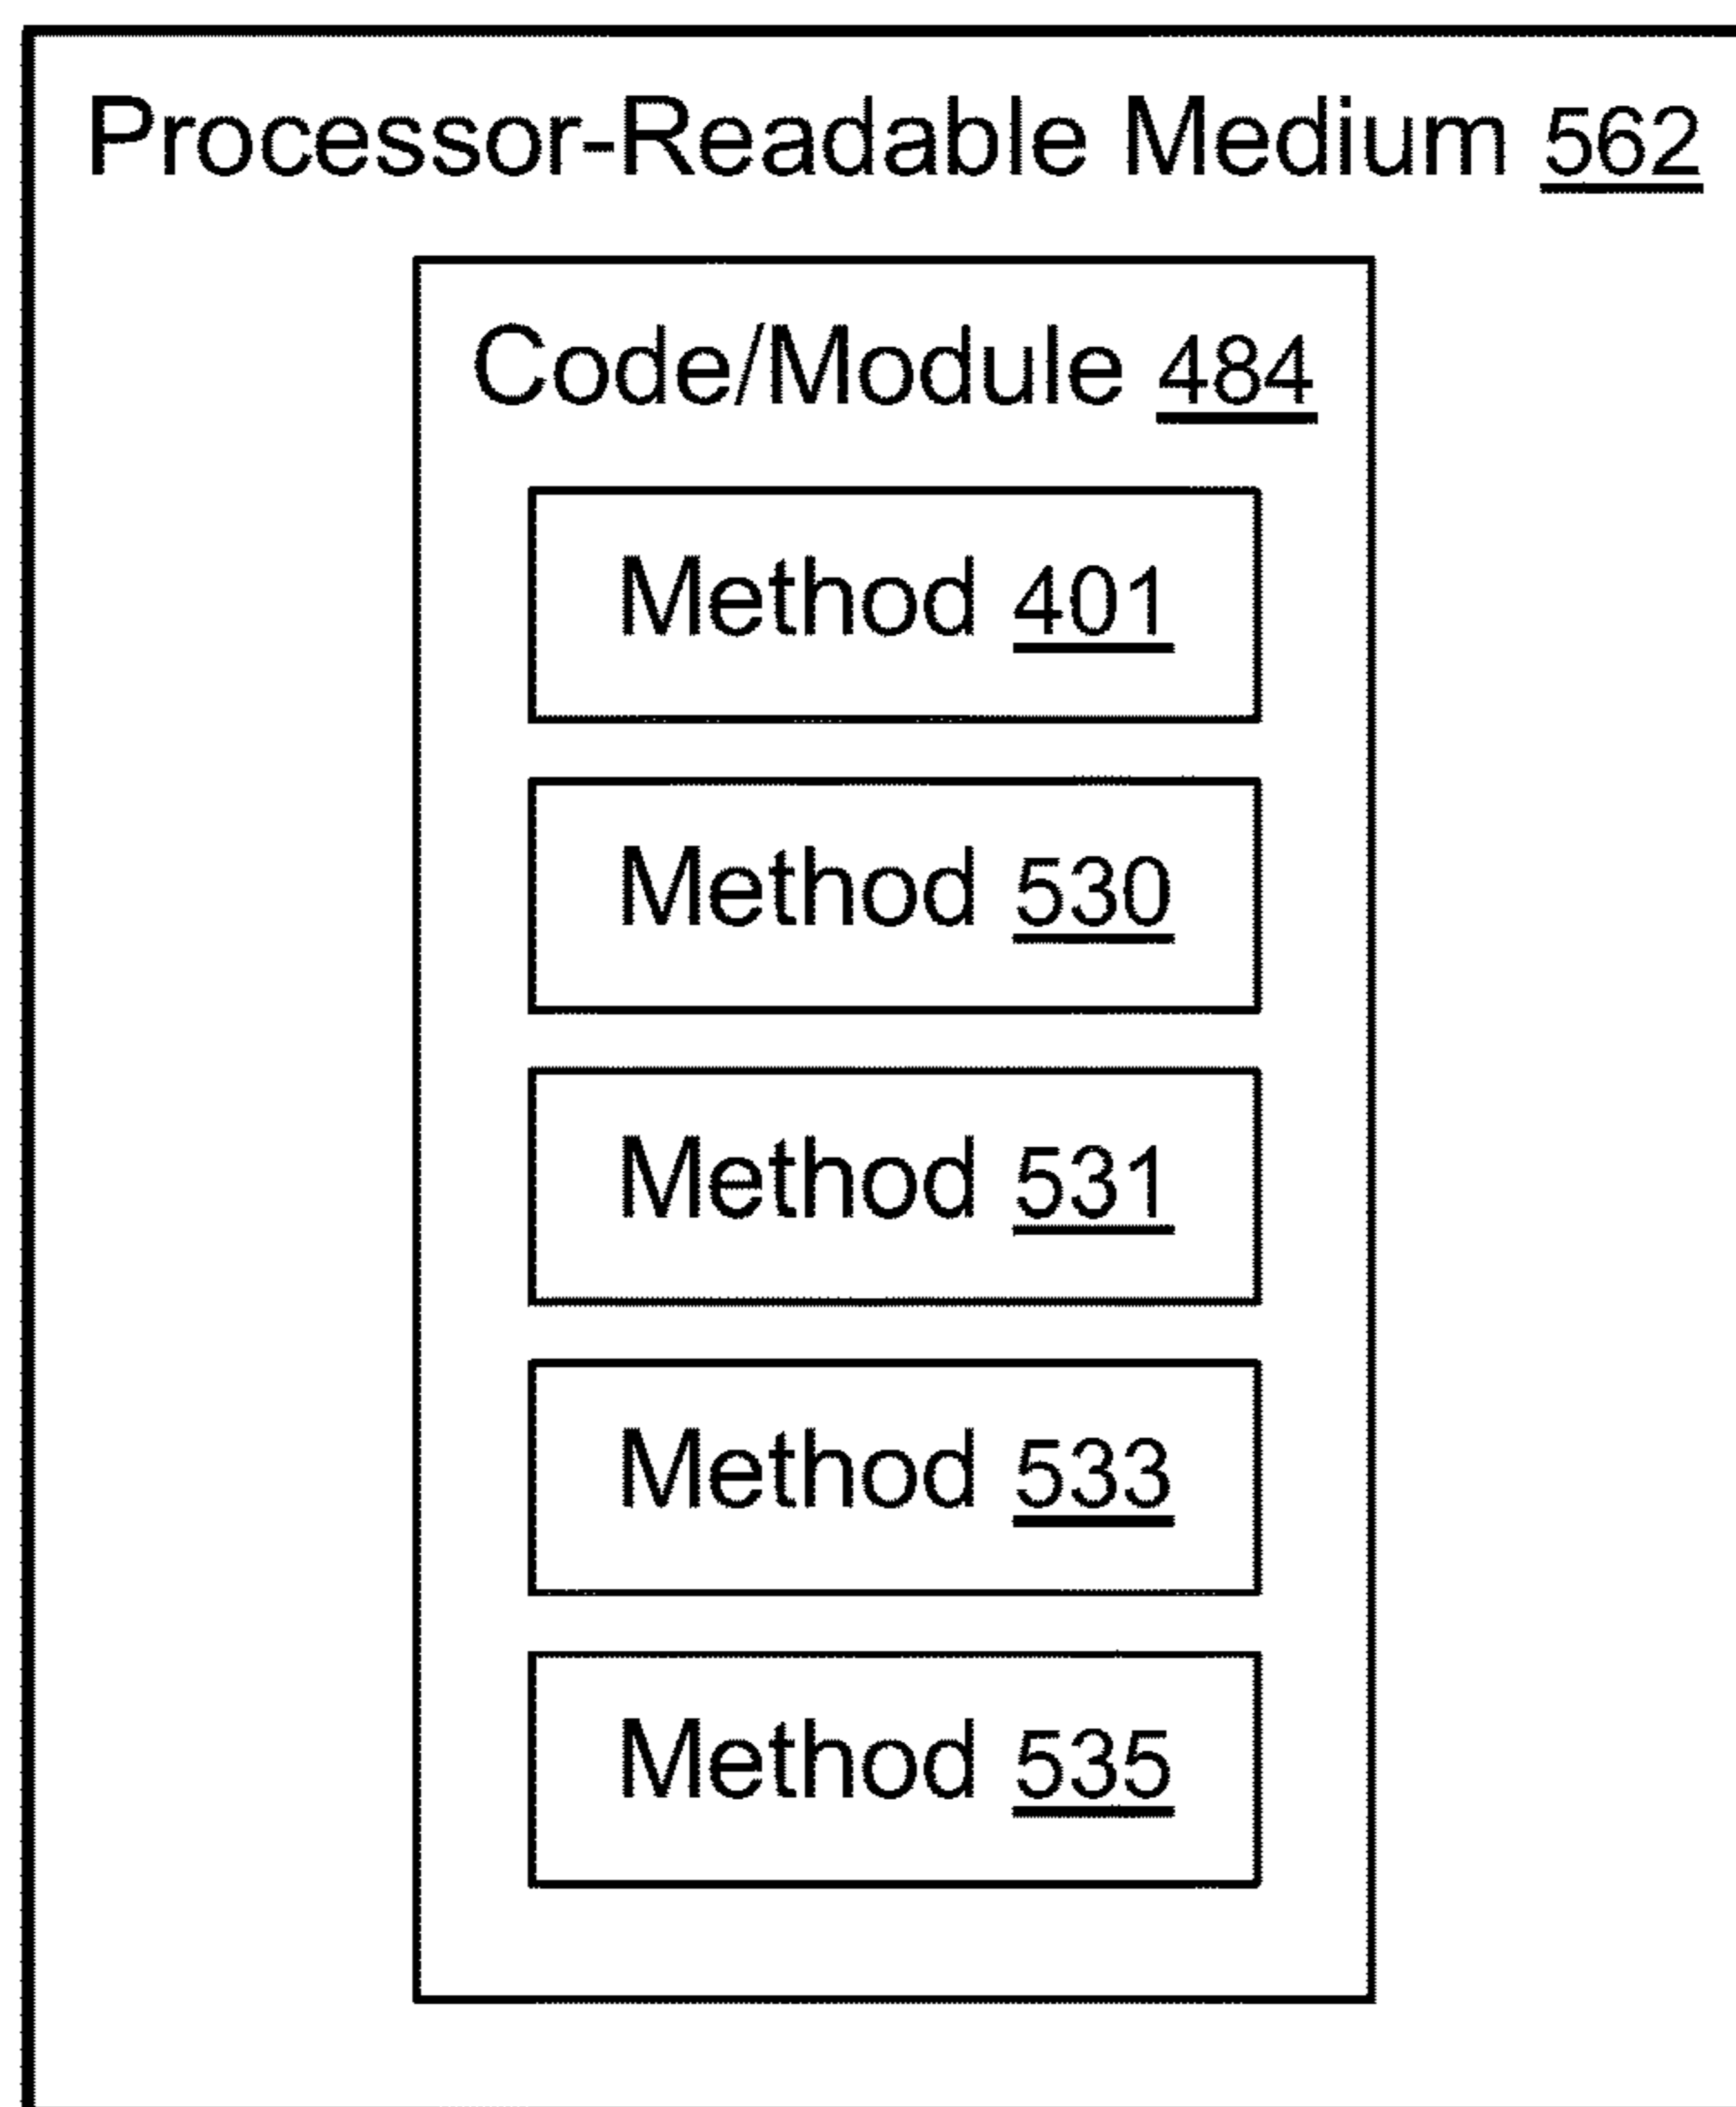 Processor-Readable Medium 562
Code/Module 484
Method 401
Method 530
Method 531
Method 533
Method 535